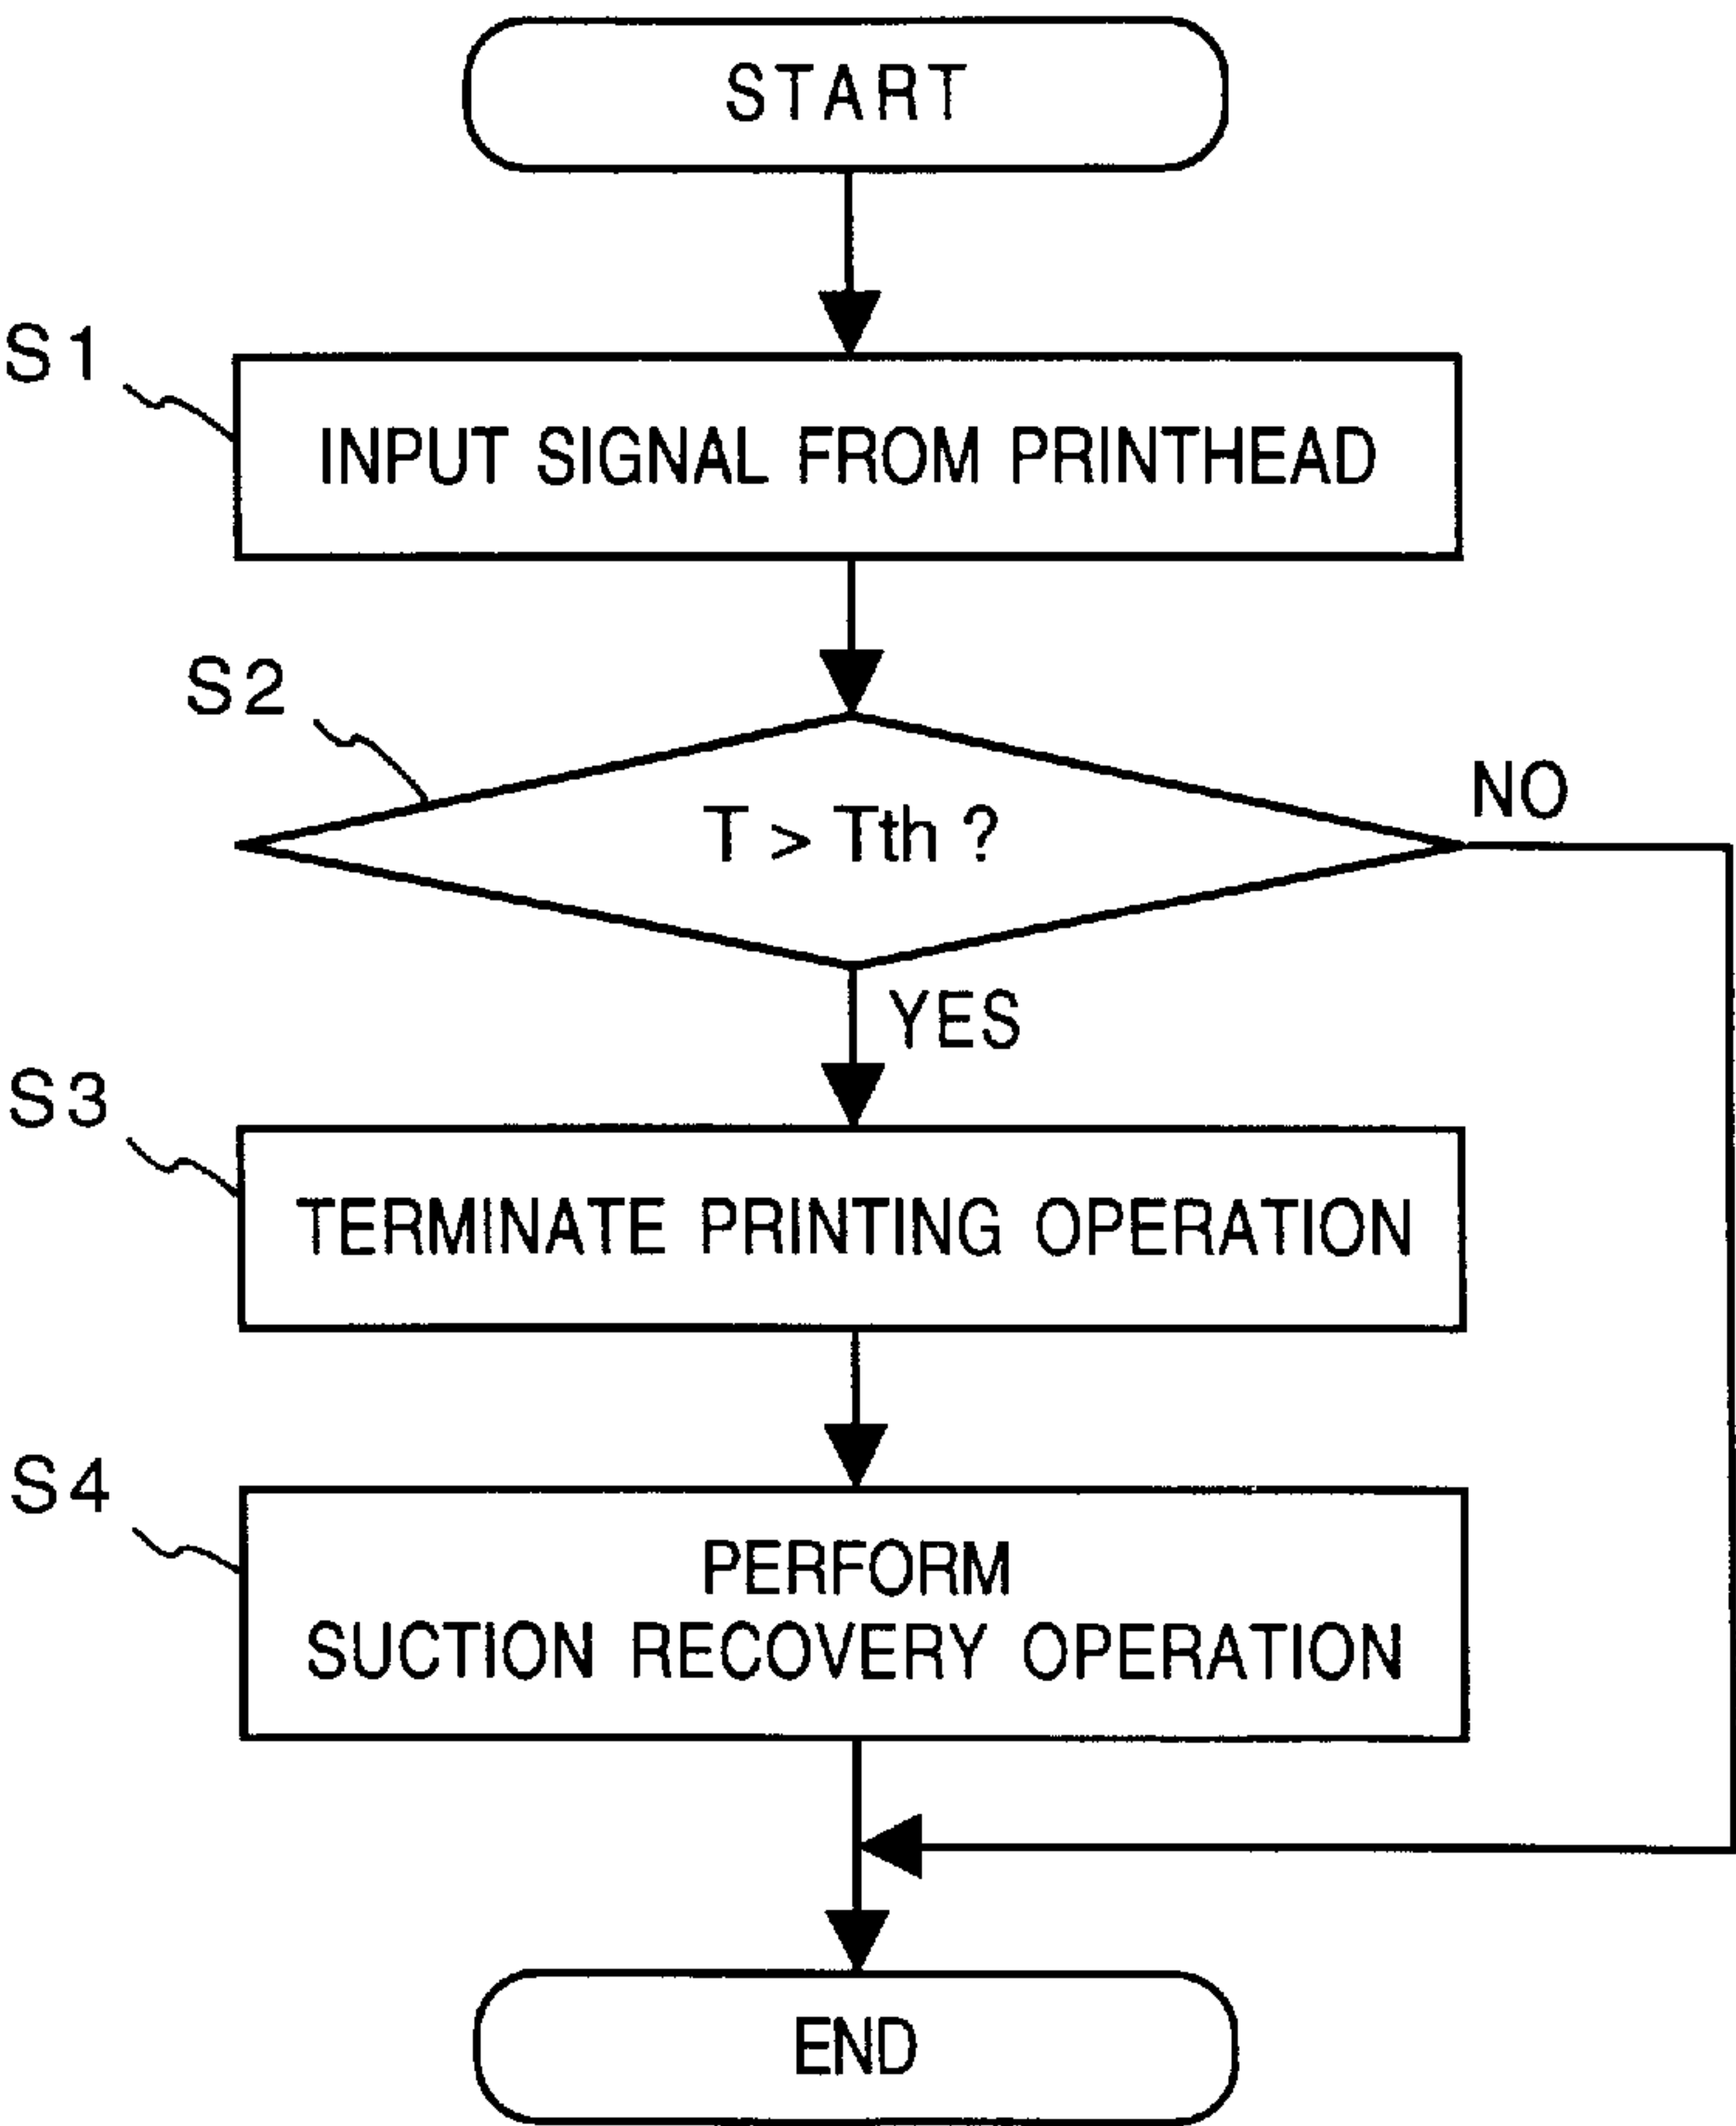 START
S1
INPUT SIGNAL FROM PRINTHEAD
S2
T > Tth ?
NO
YES
S3
TERMINATE PRINTING OPERATION
S4
PERFORM
SUCTION RECOVERY OPERATION
END